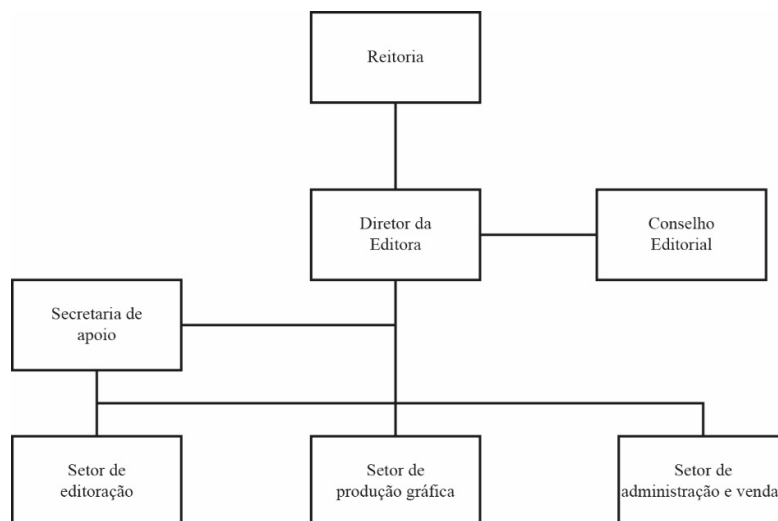 Reitoria
Diretor da
Editora
Conselho
Editorial
Secretaria de
apoio
Setor de
editoração
Setor de
produção gráfica
Setor de
administração e venda